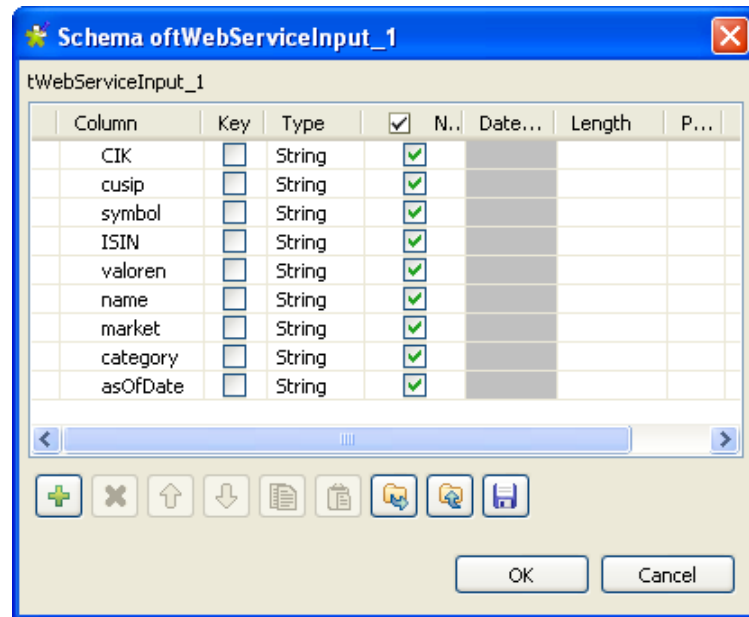 Schema oftWebServiceInput_1
tWebServiceInput_1
Column Key Type N.. Date... Length P...
CIK String
cusip String
symbol String
ISIN String
valoren String
name String
market String
category String
asOfDate String
OK Cancel